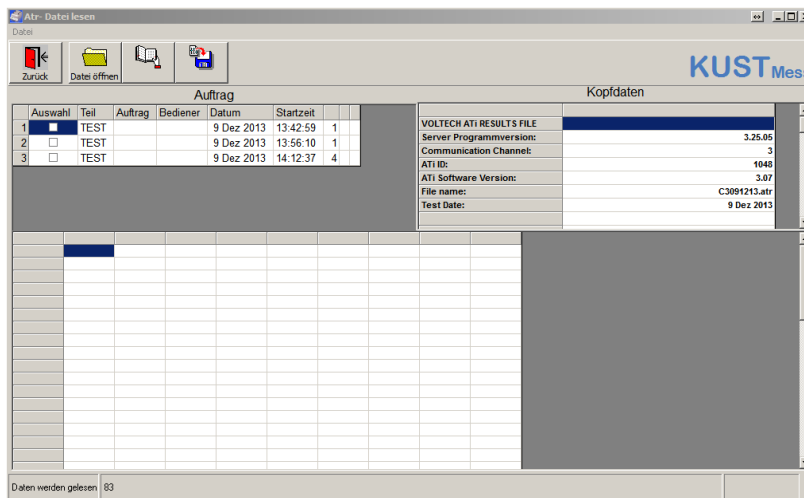 Atr- Datei lesen
Datei
Zurück Datei öffnen
KUST Mess
Auftrag
Auswahl Teil Auftrag Bediener Datum Startzeit
1 TEST 9 Dez 2013 13:42:59 1
2 TEST 9 Dez 2013 13:56:10 1
3 TEST 9 Dez 2013 14:12:37 4
Kopfdaten
VOLTECH ATi RESULTS FILE
Server Programmversion: 3.25.05
Communication Channel: 3
ATi ID: 1048
ATi Software Version: 3.07
File name: C3091213.atr
Test Date: 9 Dez 2013
Daten werden gelesen 83